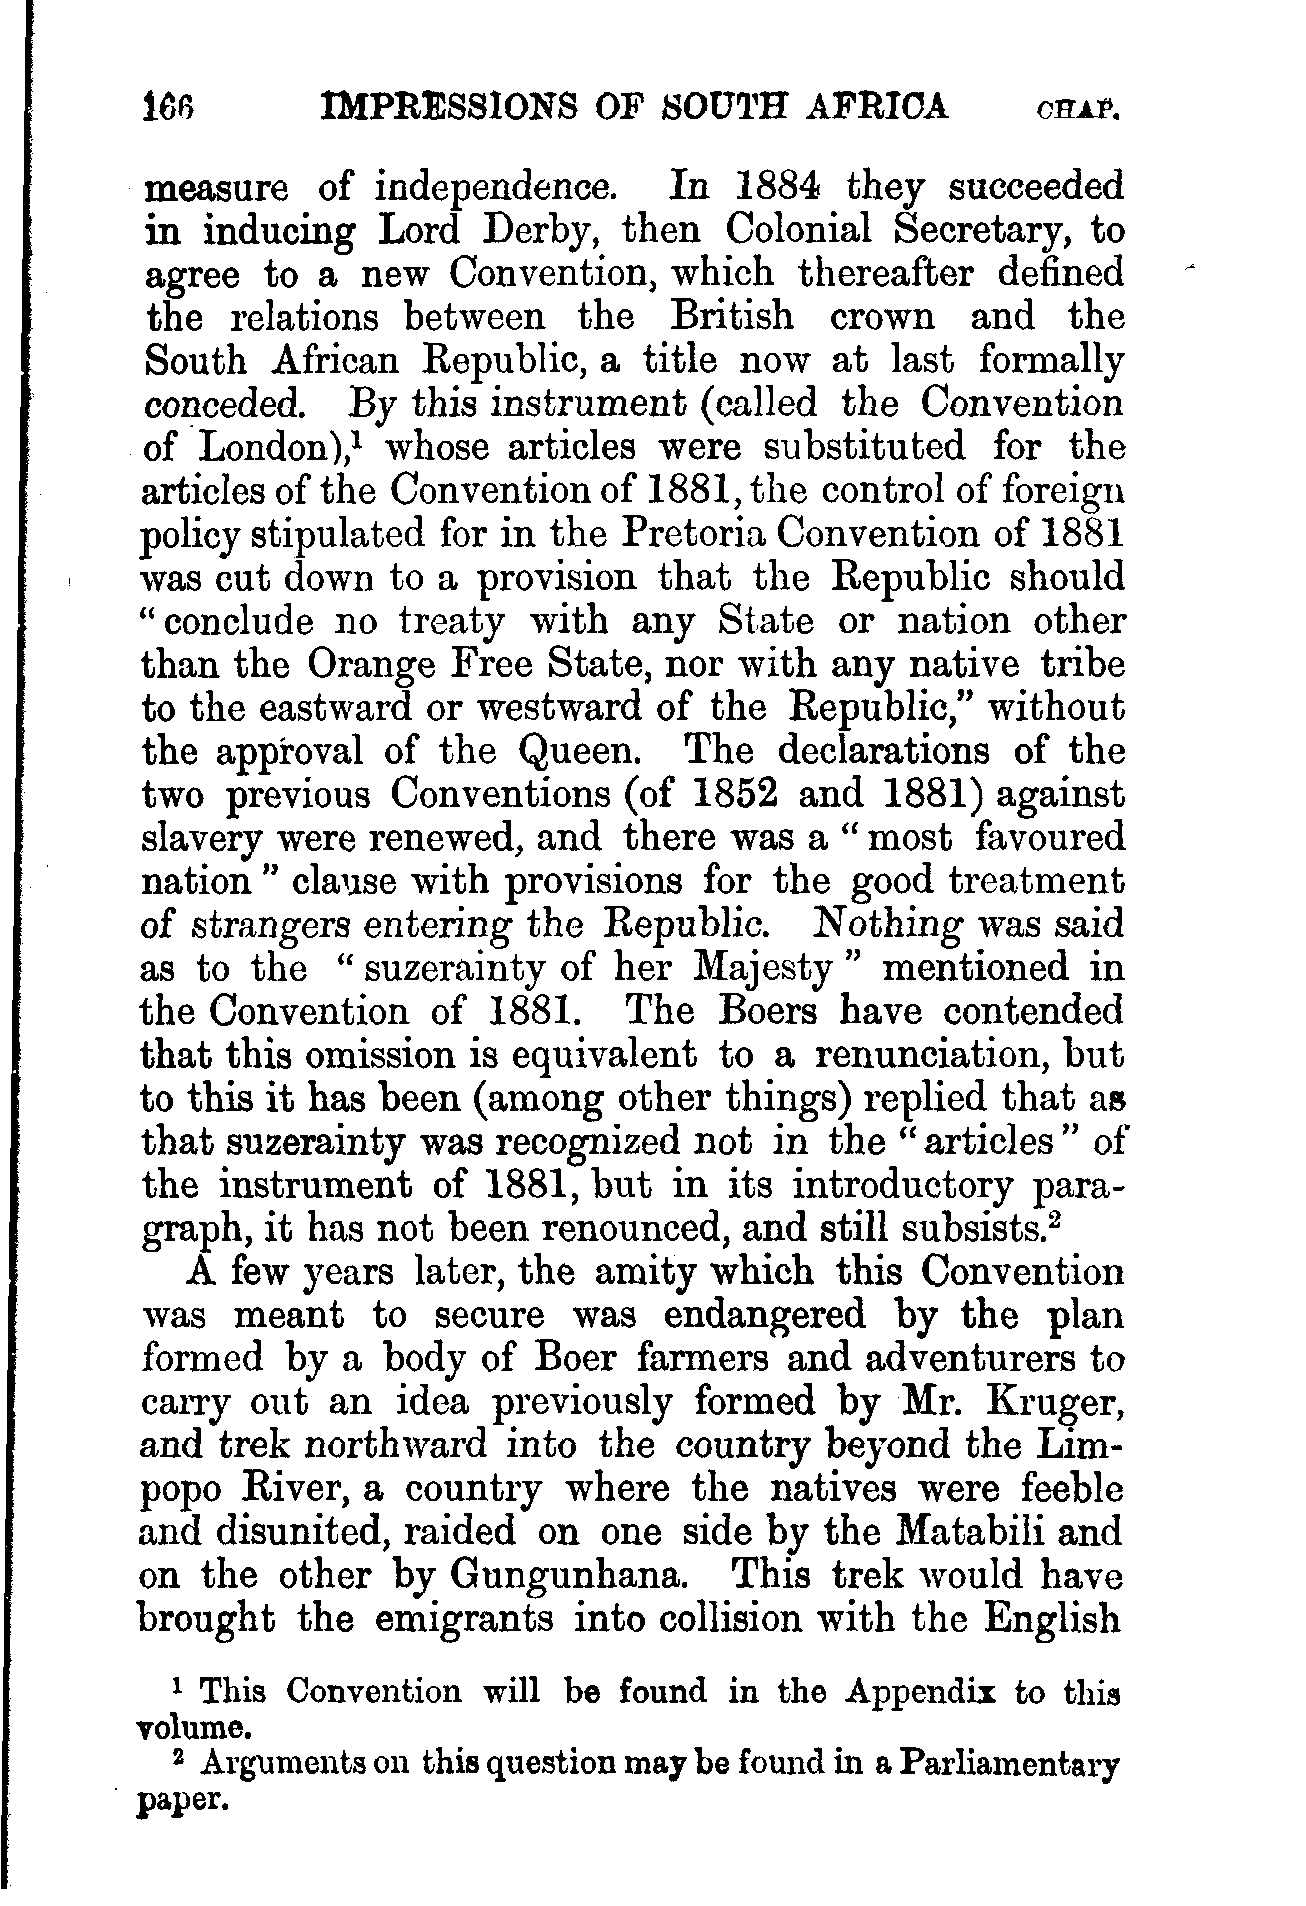 166 IMPRESSIONS OF SOUTH AFRICA CHAP.
measure of independence. In 1884 they succeeded
in inducing Lord Derby, then Colonial Secretary, to
agree to a new Convention, which thereafter defined
the relations between the British crown and the
South African Republic, a title now at last formally
conceded. By this instrument (called the Convention
of London),¹ whose articles were substituted for the
articles of the Convention of 1881, the control of foreign
policy stipulated for in the Pretoria Convention of 1881
was cut down to a provision that the Republic should
“conclude no treaty with any State or nation other
than the Orange Free State, nor with any native tribe
to the eastward or westward of the Republic,” without
the approval of the Queen. The declarations of the
two previous Conventions (of 1852 and 1881) against
slavery were renewed, and there was a “most favoured
nation” clause with provisions for the good treatment
of strangers entering the Republic. Nothing was said
as to the “suzerainty of her Majesty” mentioned in
the Convention of 1881. The Boers have contended
that this omission is equivalent to a renunciation, but
to this it has been (among other things) replied that as
that suzerainty was recognized not in the “articles” of
the instrument of 1881, but in its introductory para-
graph, it has not been renounced, and still subsists.²
A few years later, the amity which this Convention
was meant to secure was endangered by the plan
formed by a body of Boer farmers and adventurers to
carry out an idea previously formed by Mr. Kruger,
and trek northward into the country beyond the Lim-
popo River, a country where the natives were feeble
and disunited, raided on one side by the Matabili and
on the other by Gungunhana. This trek would have
brought the emigrants into collision with the English
¹ This Convention will be found in the Appendix to this
volume.
² Arguments on this question may be found in a Parliamentary
paper.